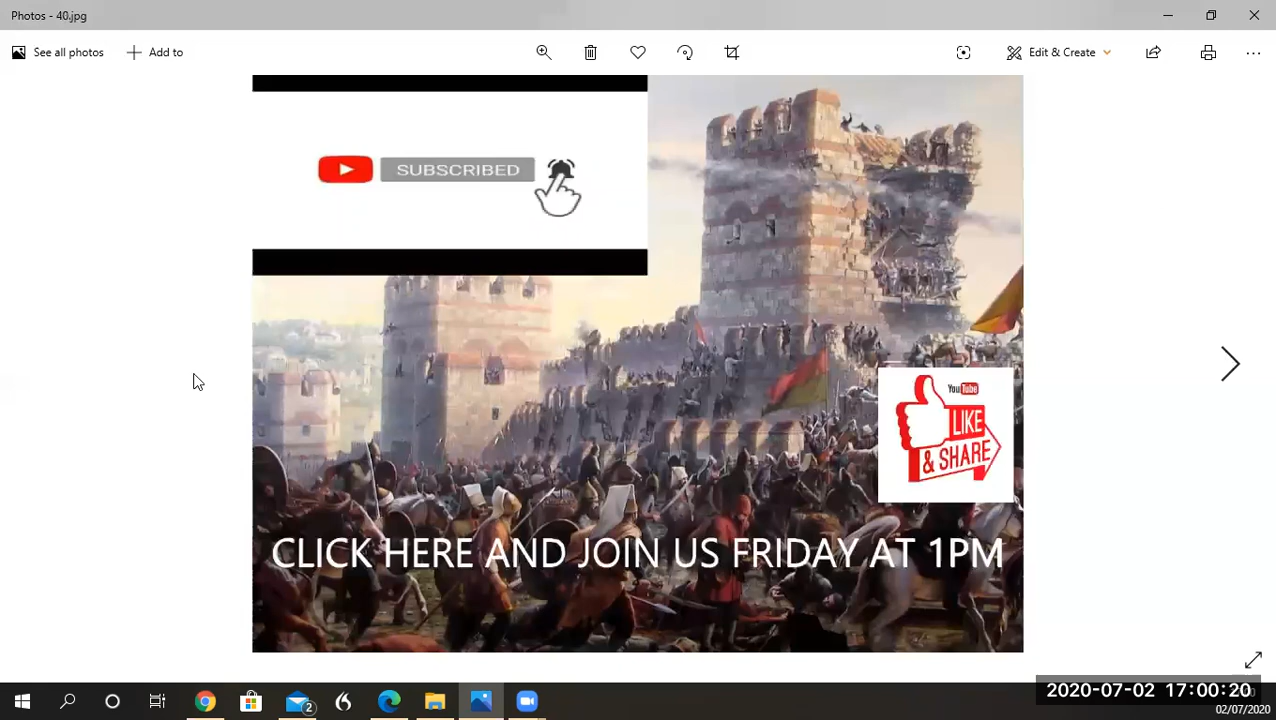 Photos - 40.jpg
See all photos
Add to
Edit & Create
SUBSCRIBED
YouTube
LIKE
& SHARE
CLICK HERE AND JOIN US FRIDAY AT 1PM
2
2020-07-02 17:00:20
02/07/2020